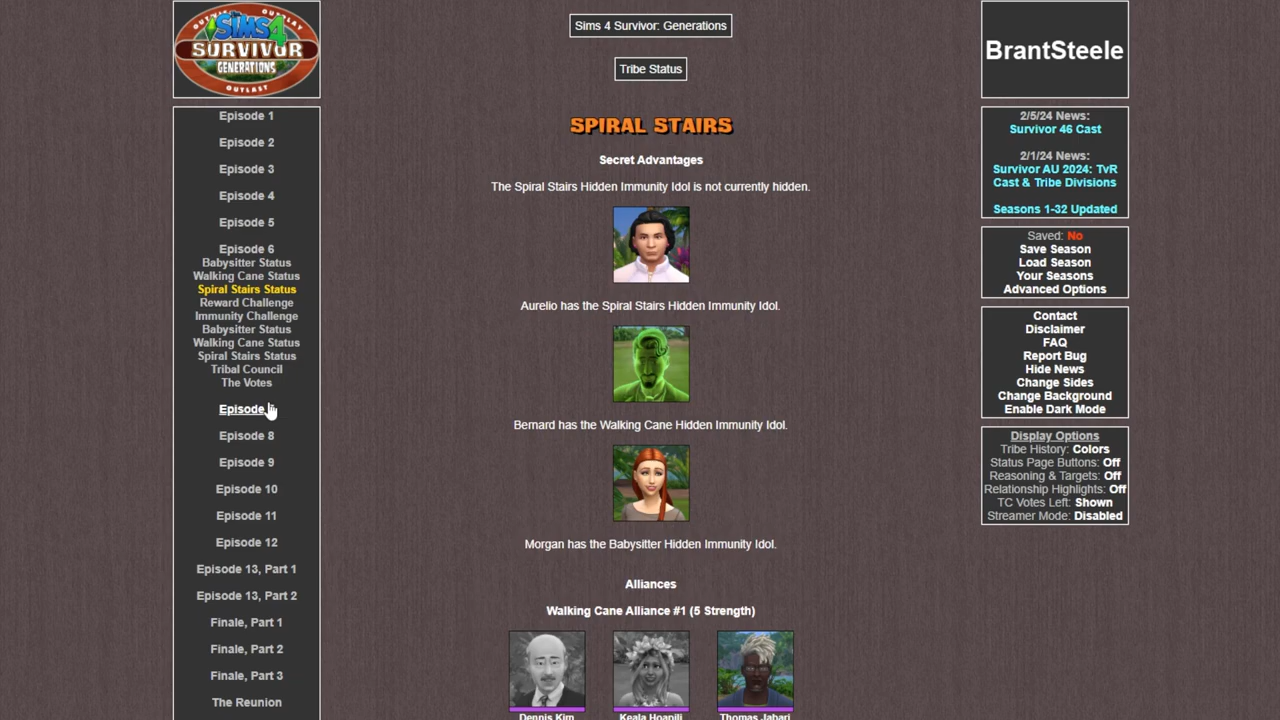 OUTWIT OUTPLAY
SIMS 4
SURVIVOR
GENERATIONS
OUTLAST
Episode 1
Episode 2
Episode 3
Episode 4
Episode 5
Episode 6
Babysitter Status
Walking Cane Status
Spiral Stairs Status
Reward Challenge
Immunity Challenge
Babysitter Status
Walking Cane Status
Spiral Stairs Status
Tribal Council
The Votes
Episode
Episode 8
Episode 9
Episode 10
Episode 11
Episode 12
Episode 13, Part 1
Episode 13, Part 2
Finale, Part 1
Finale, Part 2
Finale, Part 3
The Reunion
Sims 4 Survivor: Generations
Tribe Status
SPIRAL STAIRS
Secret Advantages
The Spiral Stairs Hidden Immunity Idol is not currently hidden.
Aurelio has the Spiral Stairs Hidden Immunity Idol.
Bernard has the Walking Cane Hidden Immunity Idol.
Morgan has the Babysitter Hidden Immunity Idol.
Alliances
Walking Cane Alliance #1 (5 Strength)
Dennis Kim Keala Hoapili Thomas Jabari
BrantSteele
2/5/24 News:
Survivor 46 Cast
2/1/24 News:
Survivor AU 2024: TvR
Cast & Tribe Divisions
Seasons 1-32 Updated
Saved: No
Save Season
Load Season
Your Seasons
Advanced Options
Contact
Disclaimer
FAQ
Report Bug
Hide News
Change Sides
Change Background
Enable Dark Mode
Display Options
Tribe History: Colors
Status Page Buttons: Off
Reasoning & Targets: Off
Relationship Highlights: Off
TC Votes Left: Shown
Streamer Mode: Disabled